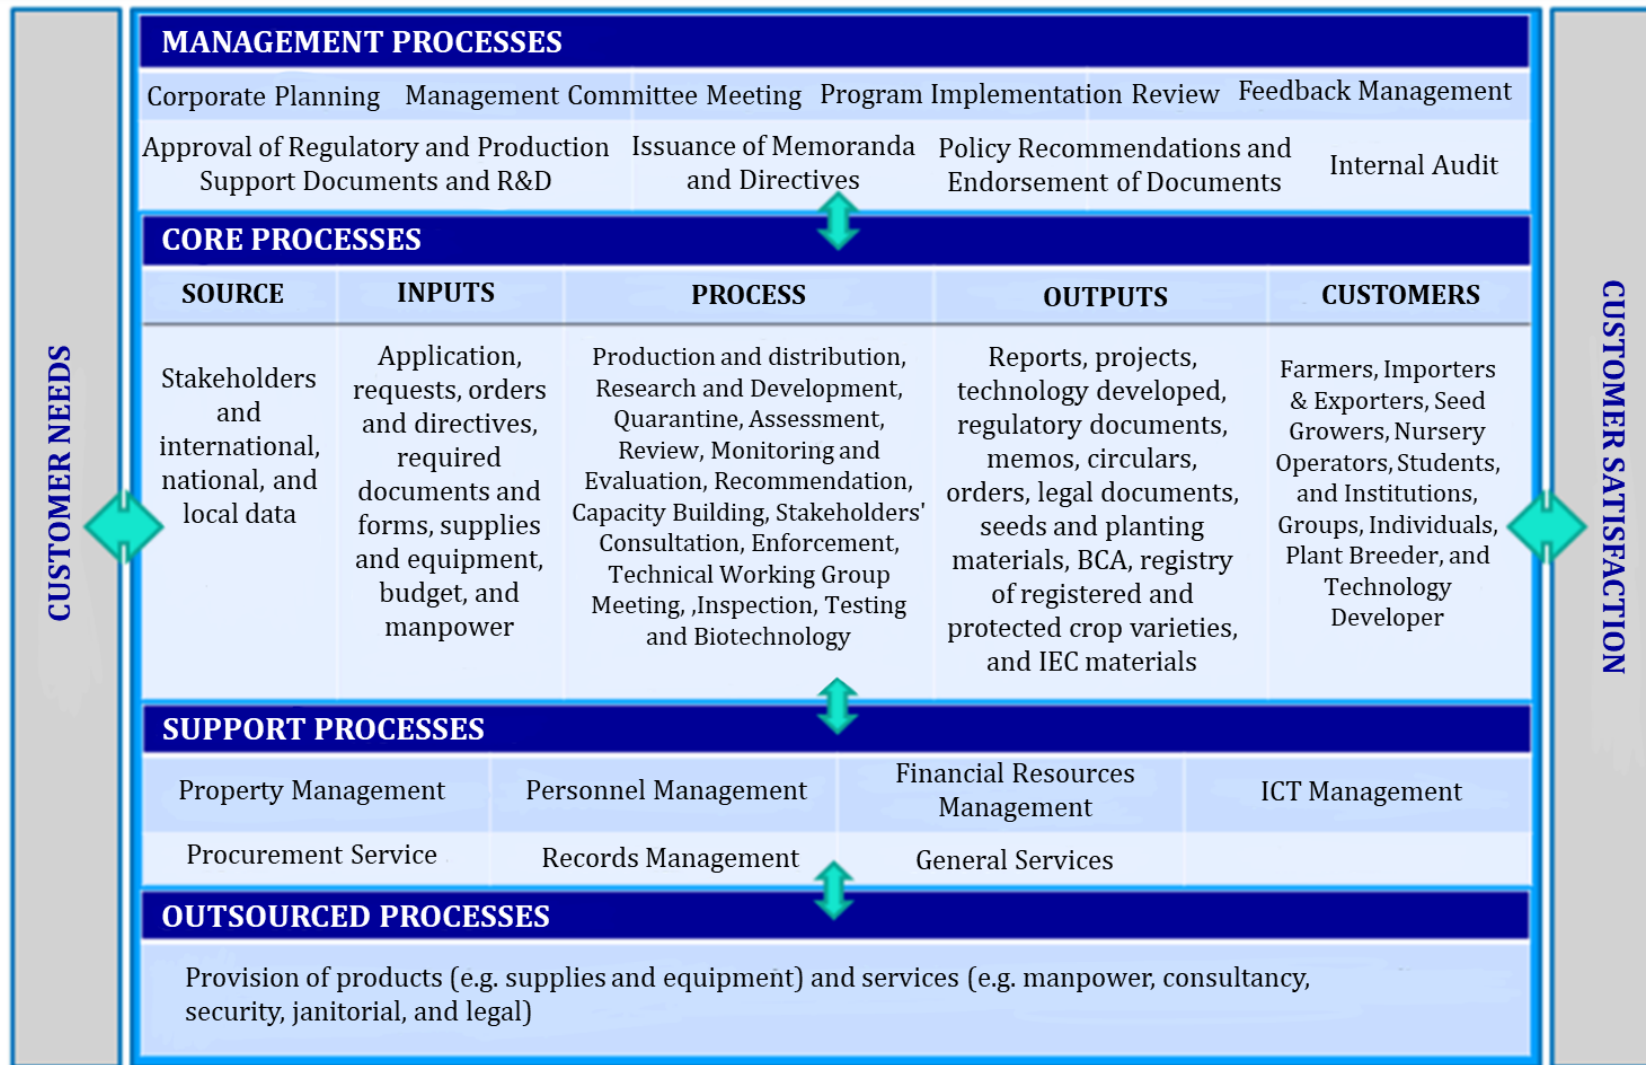 MANAGEMENT PROCESSES
Corporate Planning
Management Committee Meeting
Program Implementation Review
Feedback Management
Approval of Regulatory and Production
Support Documents and R&D
Issuance of Memoranda
and Directives
Policy Recommendations and
Endorsement of Documents
Internal Audit
CORE PROCESSES
SOURCE
INPUTS
PROCESS
OUTPUTS
CUSTOMERS
Stakeholders
and
international,
national, and
local data
Application,
requests, orders
and directives,
required
documents and
forms, supplies
and equipment,
budget, and
manpower
Production and distribution,
Research and Development,
Quarantine, Assessment,
Review, Monitoring and
Evaluation, Recommendation,
Capacity Building, Stakeholders'
Consultation, Enforcement,
Technical Working Group
Meeting, ,Inspection, Testing
and Biotechnology
Reports, projects,
technology developed,
regulatory documents,
memos, circulars,
orders, legal documents,
seeds and planting
materials, BCA, registry
of registered and
protected crop varieties,
and IEC materials
Farmers, Importers
& Exporters, Seed
Growers, Nursery
Operators, Students,
and Institutions,
Groups, Individuals,
Plant Breeder, and
Technology
Developer
SUPPORT PROCESSES
Property Management
Personnel Management
Financial Resources
Management
ICT Management
Procurement Service
Records Management
General Services
OUTSOURCED PROCESSES
Provision of products (e.g. supplies and equipment) and services (e.g. manpower, consultancy,
security, janitorial, and legal)
CUSTOMER NEEDS
CUSTOMER SATISFACTION